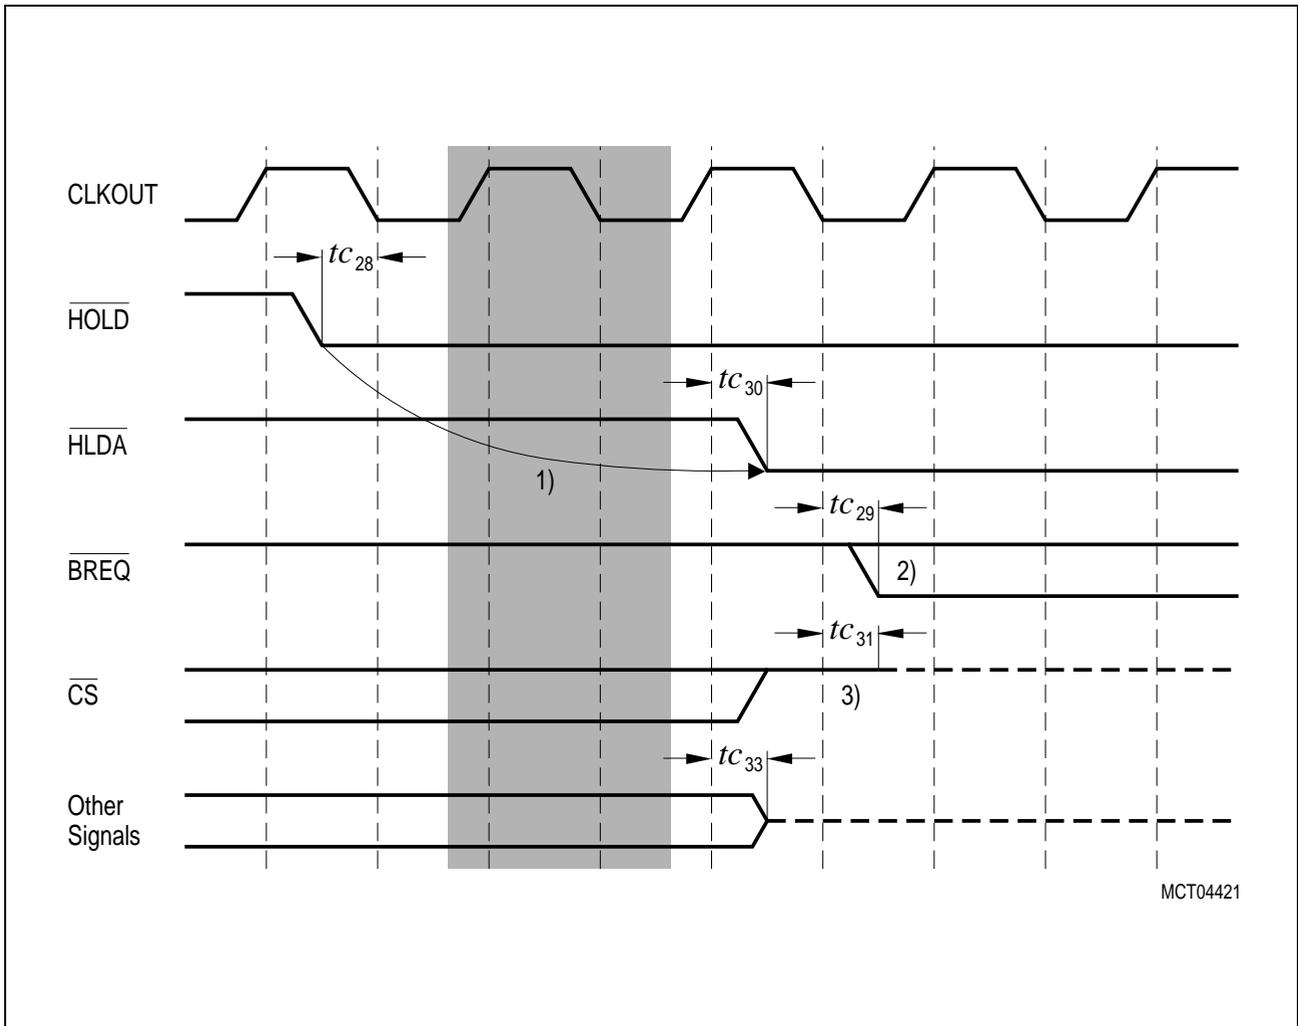 CLKOUT
tc28
HOLD
tc30
HLDA
1)
tc29
BREQ
2)
tc31
CS
3)
tc33
Other
Signals
MCT04421